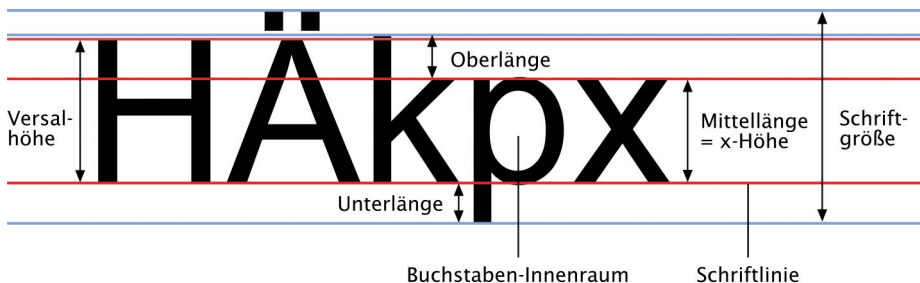 HÄkpx
Oberlänge
Versal-
höhe
Mittellänge
= x-Höhe
Schrift-
größe
Unterlänge
Buchstaben-Innenraum
Schriftlinie